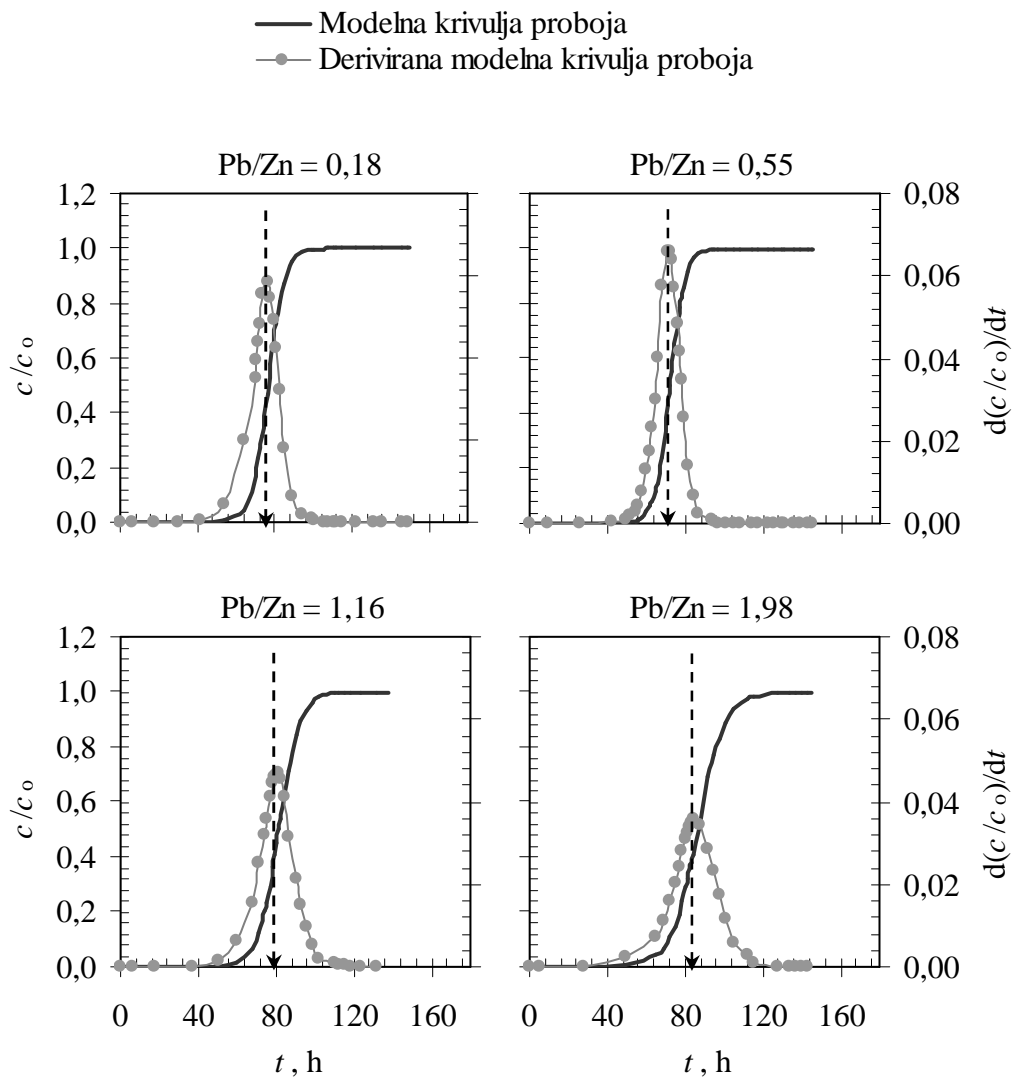 Modelna krivulja proboja
Derivirana modelna krivulja proboja
Pb/Zn = 0,18
Pb/Zn = 0,55
1,2
1,0
0,8
0,6
0,4
0,2
0,0
c/co
0,08
0,06
0,04
0,02
0,00
d(c/co)/dt
Pb/Zn = 1,16
Pb/Zn = 1,98
1,2
1,0
0,8
0,6
0,4
0,2
0,0
c/co
0,08
0,06
0,04
0,02
0,00
d(c/co)/dt
0 40 80 120 160
0 40 80 120 160
t , h
t , h